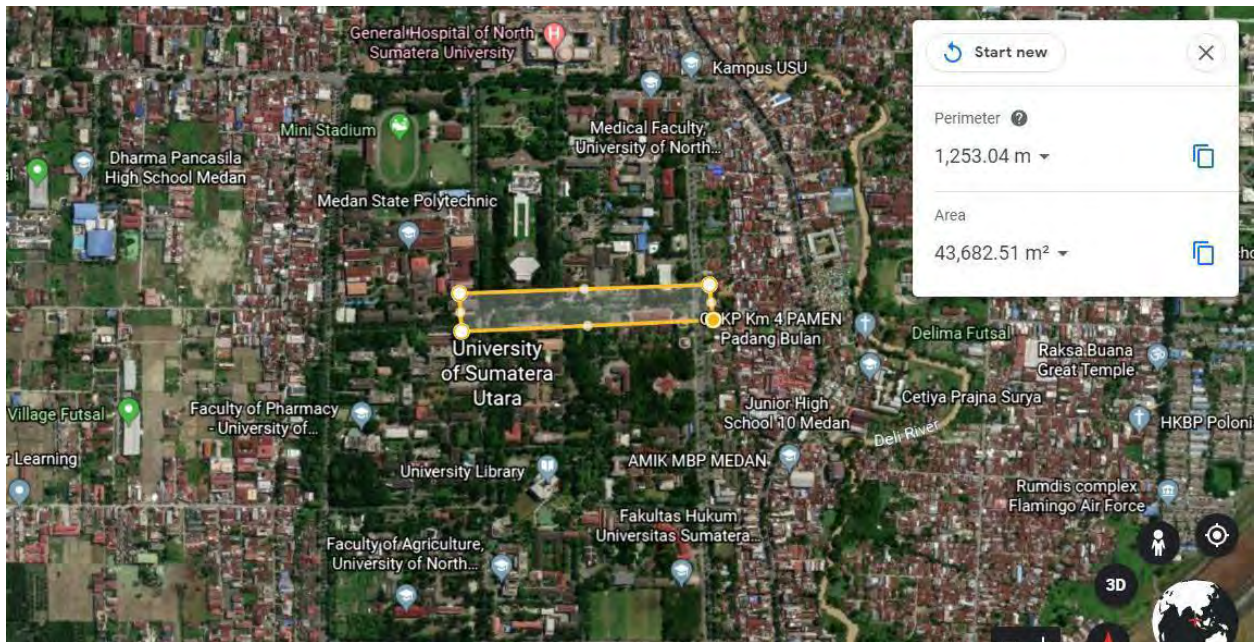 General Hospital of North
Sumatera University
Kampus USU
Mini Stadium
Medical Faculty,
University of North...
Dharma Pancasila
High School Medan
Medan State Polytechnic
University
of Sumatera
Utara
KP Km 4 PAMEN
Padang Bulan
Delima Futsal
Raksa Buana
Great Temple
Village Futsal
Faculty of Pharmacy
- University of...
Junior High
School 10 Medan
Cetiya Prajna Surya
HKBP Poloni
Deli River
r Learning
University Library
AMIK MBP MEDAN
Rumdis complex
Flamingo Air Force
Fakultas Hukum
Universitas Sumatera...
Faculty of Agriculture,
University of North...
Start new
Perimeter
1,253.04 m
Area
43,682.51 m²
3D